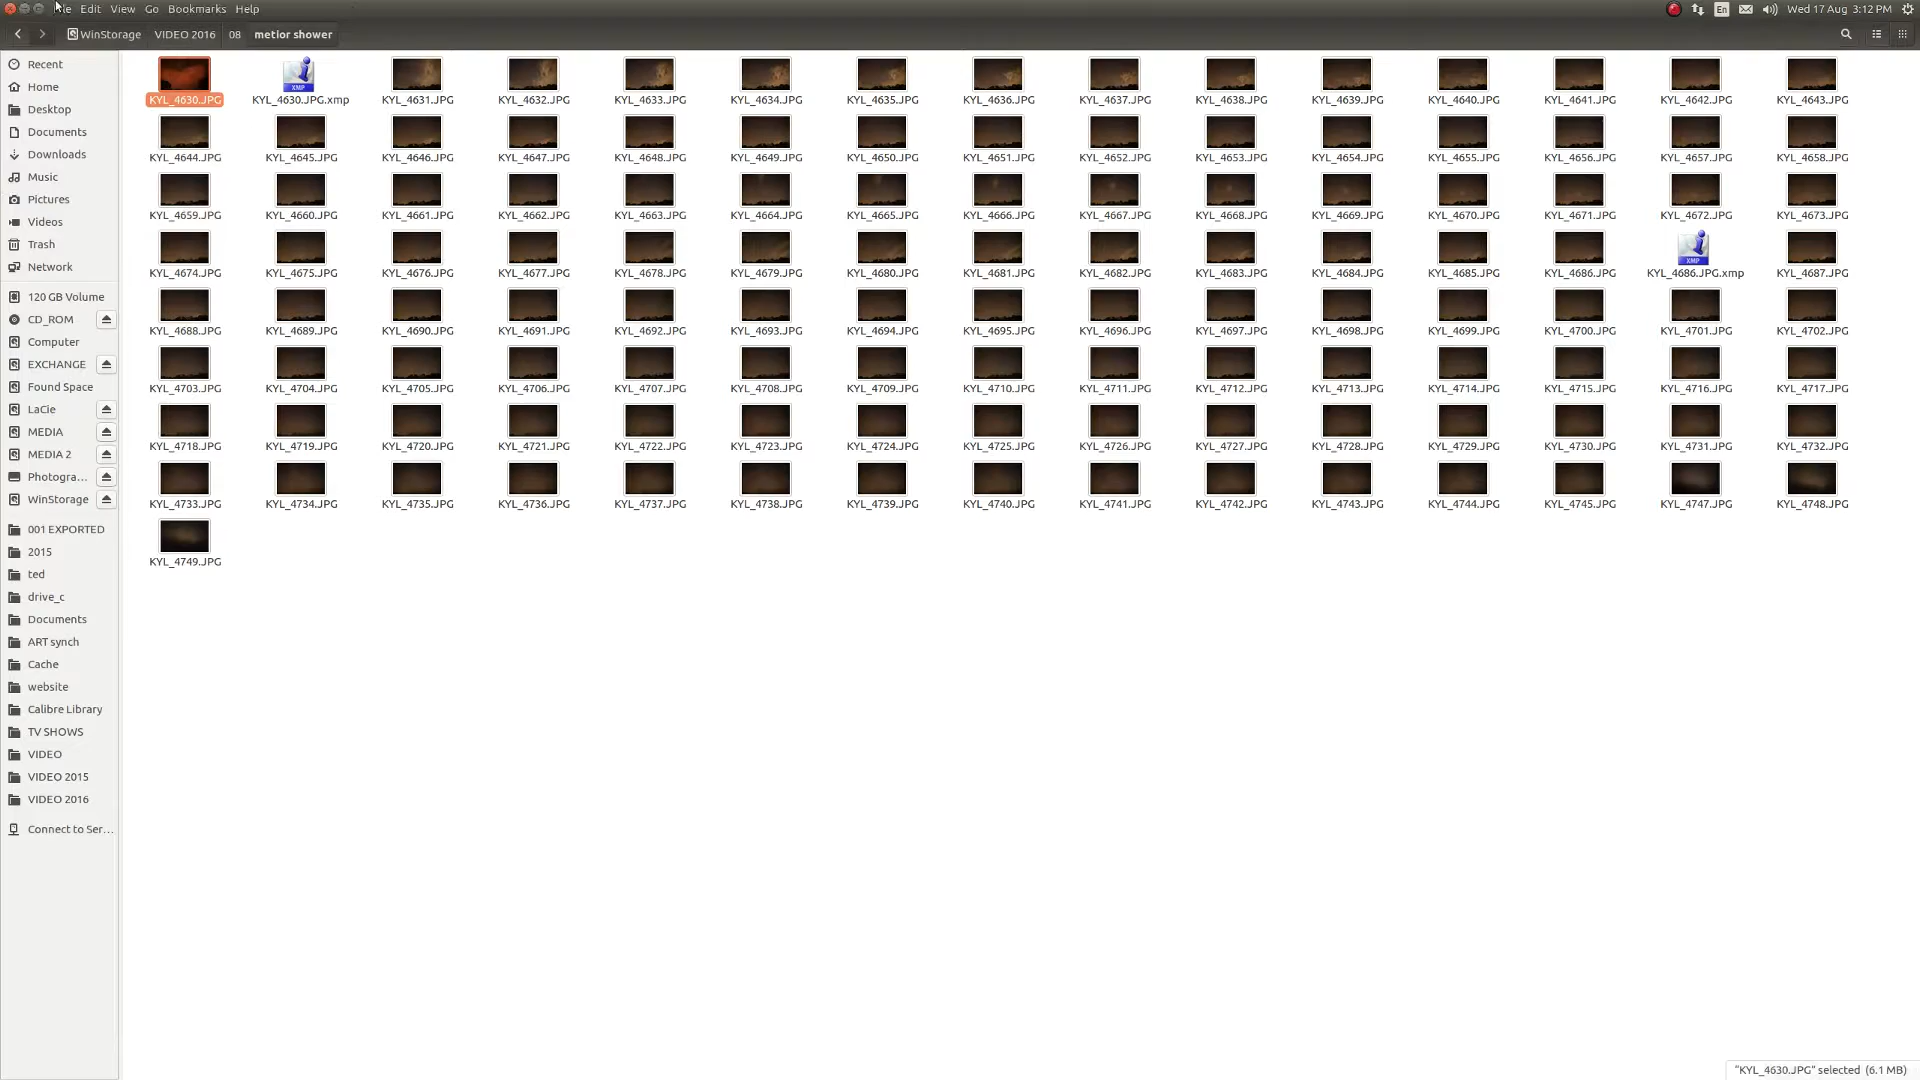 File Edit View Go Bookmarks Help En Wed 17 Aug 3:12 PM
WinStorage VIDEO 2016 08 metior shower
Recent
Home
Desktop
Documents
Downloads
Music
Pictures
Videos
Trash
Network
120 GB Volume
CD_ROM
Computer
EXCHANGE
Found Space
LaCie
MEDIA
MEDIA 2
Photogra...
WinStorage
001 EXPORTED
2015
ted
drive_c
Documents
ART synch
Cache
website
Calibre Library
TV SHOWS
VIDEO
VIDEO 2015
VIDEO 2016
Connect to Ser...
XMP
KYL_4630.JPG KYL_4630.JPG.xmp KYL_4631.JPG KYL_4632.JPG KYL_4633.JPG KYL_4634.JPG KYL_4635.JPG KYL_4636.JPG KYL_4637.JPG KYL_4638.JPG KYL_4639.JPG KYL_4640.JPG KYL_4641.JPG KYL_4642.JPG KYL_4643.JPG
KYL_4644.JPG KYL_4645.JPG KYL_4646.JPG KYL_4647.JPG KYL_4648.JPG KYL_4649.JPG KYL_4650.JPG KYL_4651.JPG KYL_4652.JPG KYL_4653.JPG KYL_4654.JPG KYL_4655.JPG KYL_4656.JPG KYL_4657.JPG KYL_4658.JPG
KYL_4659.JPG KYL_4660.JPG KYL_4661.JPG KYL_4662.JPG KYL_4663.JPG KYL_4664.JPG KYL_4665.JPG KYL_4666.JPG KYL_4667.JPG KYL_4668.JPG KYL_4669.JPG KYL_4670.JPG KYL_4671.JPG KYL_4672.JPG KYL_4673.JPG
XMP
KYL_4674.JPG KYL_4675.JPG KYL_4676.JPG KYL_4677.JPG KYL_4678.JPG KYL_4679.JPG KYL_4680.JPG KYL_4681.JPG KYL_4682.JPG KYL_4683.JPG KYL_4684.JPG KYL_4685.JPG KYL_4686.JPG KYL_4686.JPG.xmp KYL_4687.JPG
KYL_4688.JPG KYL_4689.JPG KYL_4690.JPG KYL_4691.JPG KYL_4692.JPG KYL_4693.JPG KYL_4694.JPG KYL_4695.JPG KYL_4696.JPG KYL_4697.JPG KYL_4698.JPG KYL_4699.JPG KYL_4700.JPG KYL_4701.JPG KYL_4702.JPG
KYL_4703.JPG KYL_4704.JPG KYL_4705.JPG KYL_4706.JPG KYL_4707.JPG KYL_4708.JPG KYL_4709.JPG KYL_4710.JPG KYL_4711.JPG KYL_4712.JPG KYL_4713.JPG KYL_4714.JPG KYL_4715.JPG KYL_4716.JPG KYL_4717.JPG
KYL_4718.JPG KYL_4719.JPG KYL_4720.JPG KYL_4721.JPG KYL_4722.JPG KYL_4723.JPG KYL_4724.JPG KYL_4725.JPG KYL_4726.JPG KYL_4727.JPG KYL_4728.JPG KYL_4729.JPG KYL_4730.JPG KYL_4731.JPG KYL_4732.JPG
KYL_4733.JPG KYL_4734.JPG KYL_4735.JPG KYL_4736.JPG KYL_4737.JPG KYL_4738.JPG KYL_4739.JPG KYL_4740.JPG KYL_4741.JPG KYL_4742.JPG KYL_4743.JPG KYL_4744.JPG KYL_4745.JPG KYL_4747.JPG KYL_4748.JPG
KYL_4749.JPG
"KYL_4630.JPG" selected (6.1 MB)